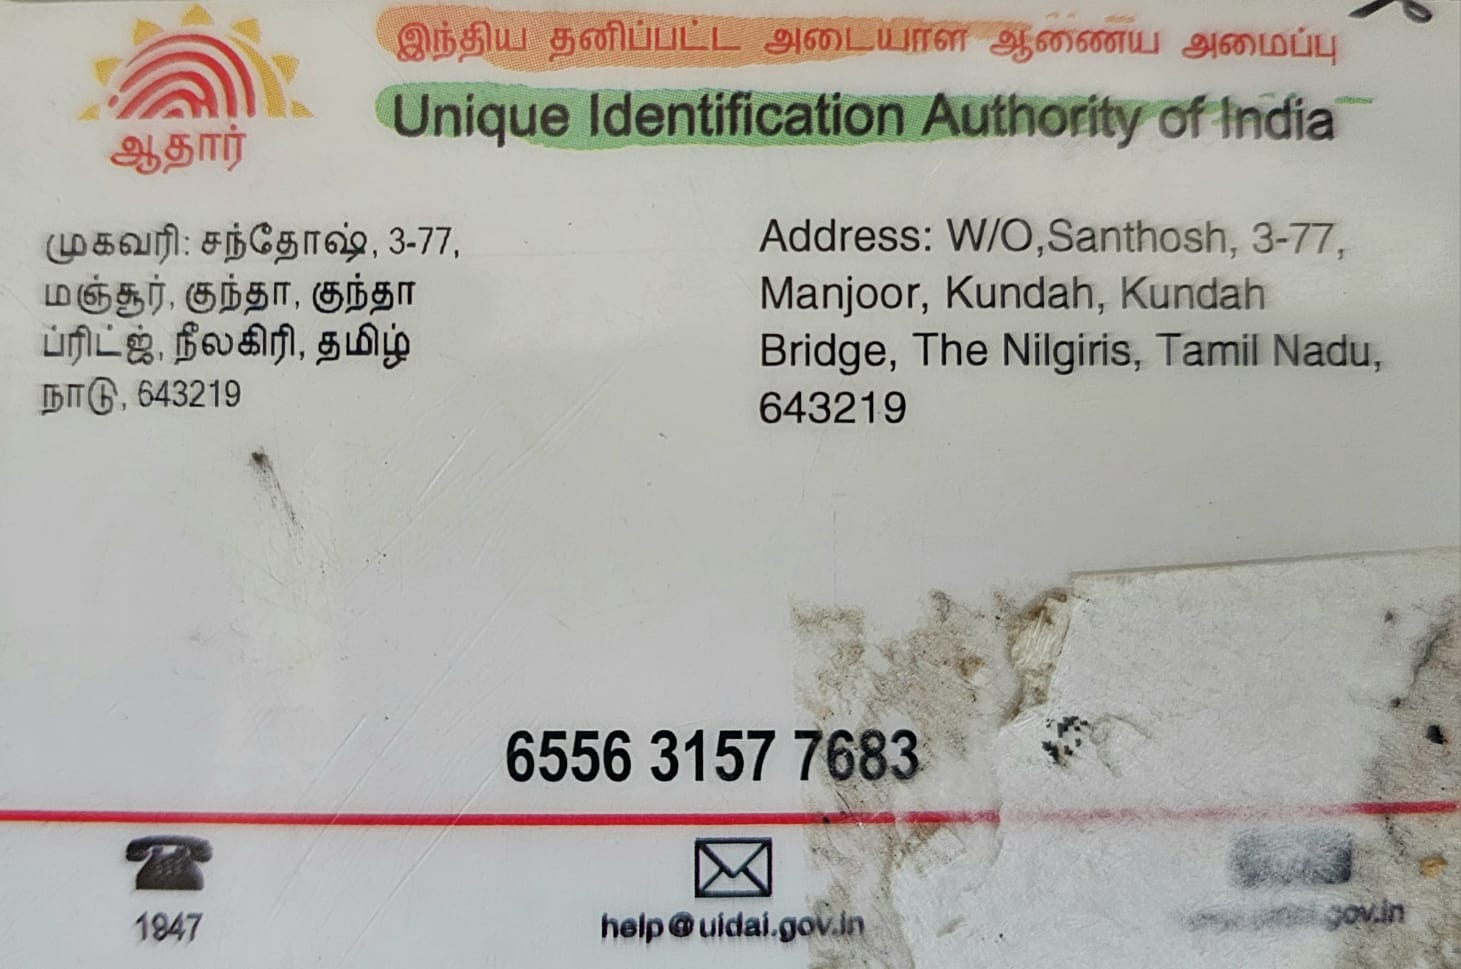 இந்திய தனிப்பட்ட அடையாள ஆணைய அமைப்பு
Unique Identification Authority of India
ஆதார்
முகவரி: சந்தோஷ், 3-77,
மஞ்சூர், குந்தா, குந்தா
ப்ரிட்ஜ், நீலகிரி, தமிழ்
நாடு, 643219
Address: W/O,Santhosh, 3-77,
Manjoor, Kundah, Kundah
Bridge, The Nilgiris, Tamil Nadu,
643219
6556 3157 7683
1947
help@uidai.gov.in
.gov.in